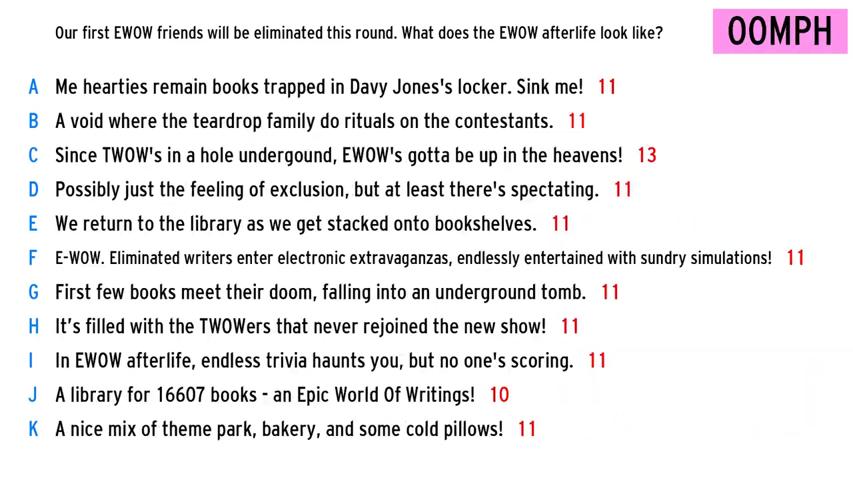 Our first EWOW friends will be eliminated this round. What does the EWOW afterlife look like?
OOMPH
A Me hearties remain books trapped in Davy Jones's locker. Sink me! 11
B A void where the teardrop family do rituals on the contestants. 11
C Since TWOW's in a hole undergound, EWOW's gotta be up in the heavens! 13
D Possibly just the feeling of exclusion, but at least there's spectating. 11
E We return to the library as we get stacked onto bookshelves. 11
F E-WOW. Eliminated writers enter electronic extravaganzas, endlessly entertained with sundry simulations! 11
G First few books meet their doom, falling into an underground tomb. 11
H It’s filled with the TWOWers that never rejoined the new show! 11
I In EWOW afterlife, endless trivia haunts you, but no one's scoring. 11
J A library for 16607 books - an Epic World Of Writings! 10
K A nice mix of theme park, bakery, and some cold pillows! 11